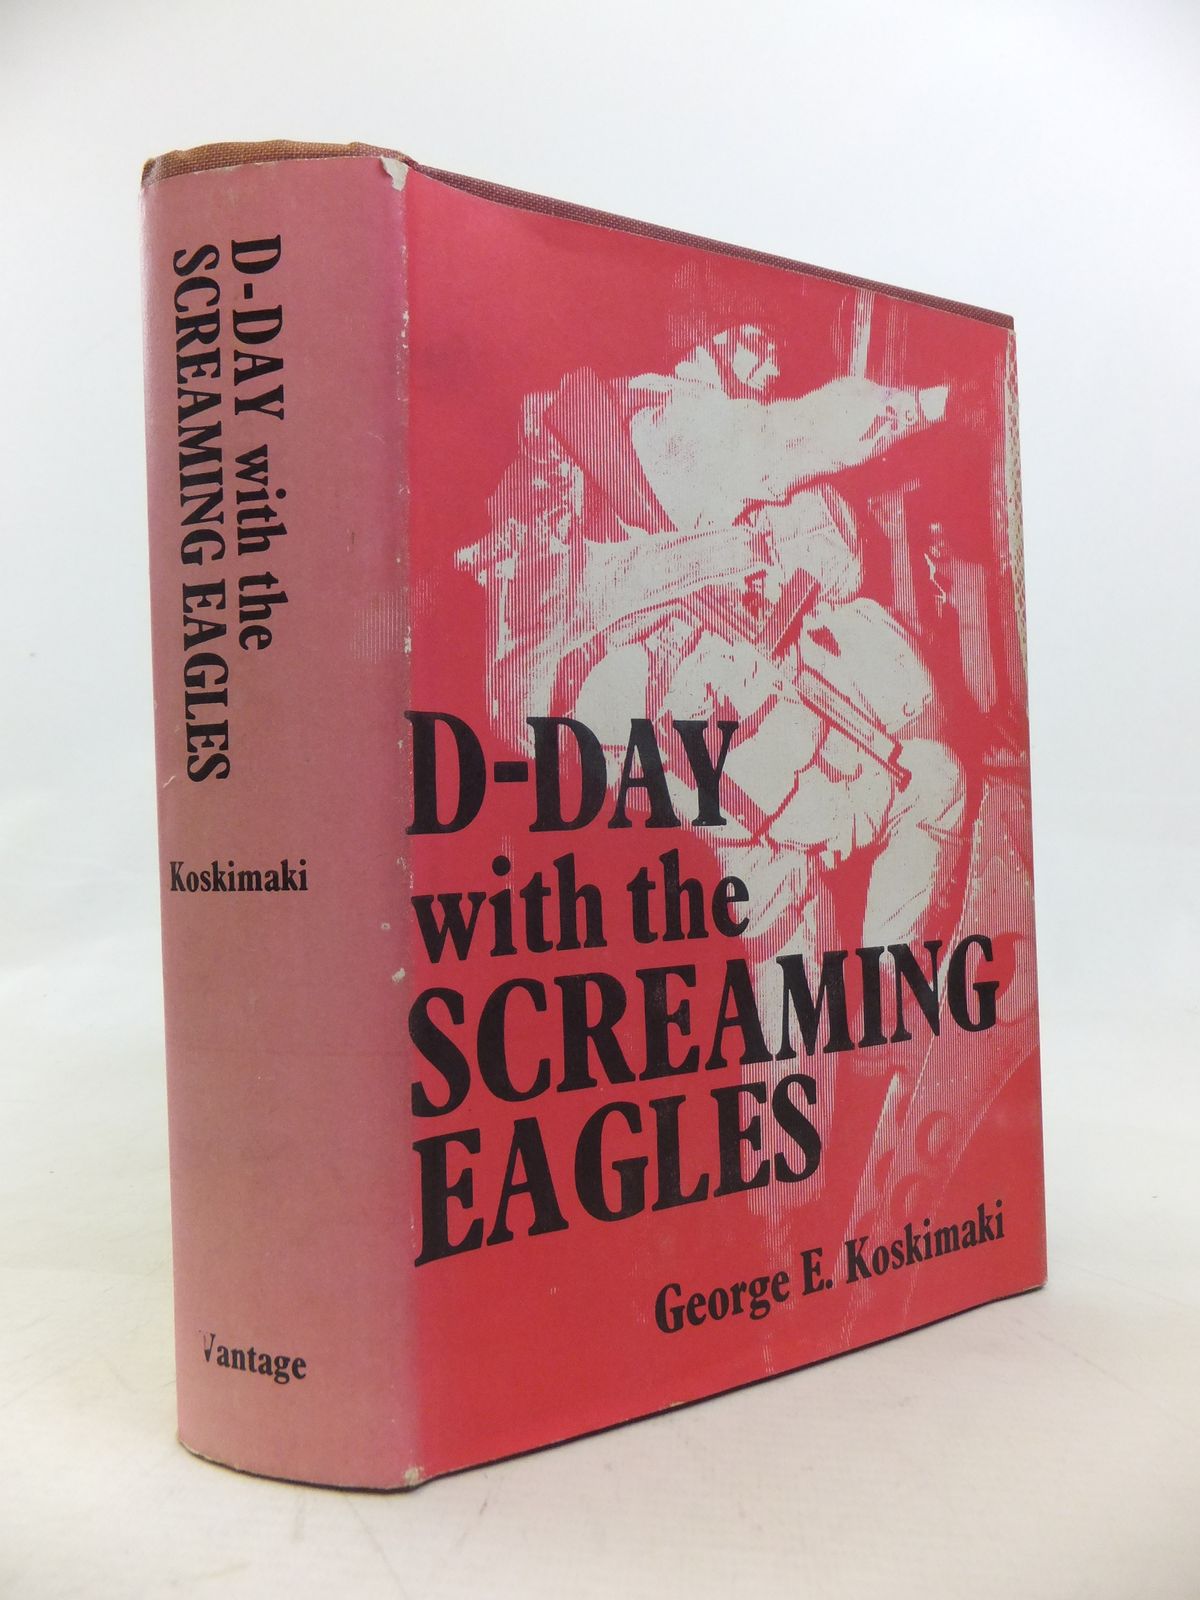 D-DAY with the
SCREAMING EAGLES
Koskimaki
Vantage
D-DAY
with the
SCREAMING
EAGLES
George E. Koskimaki